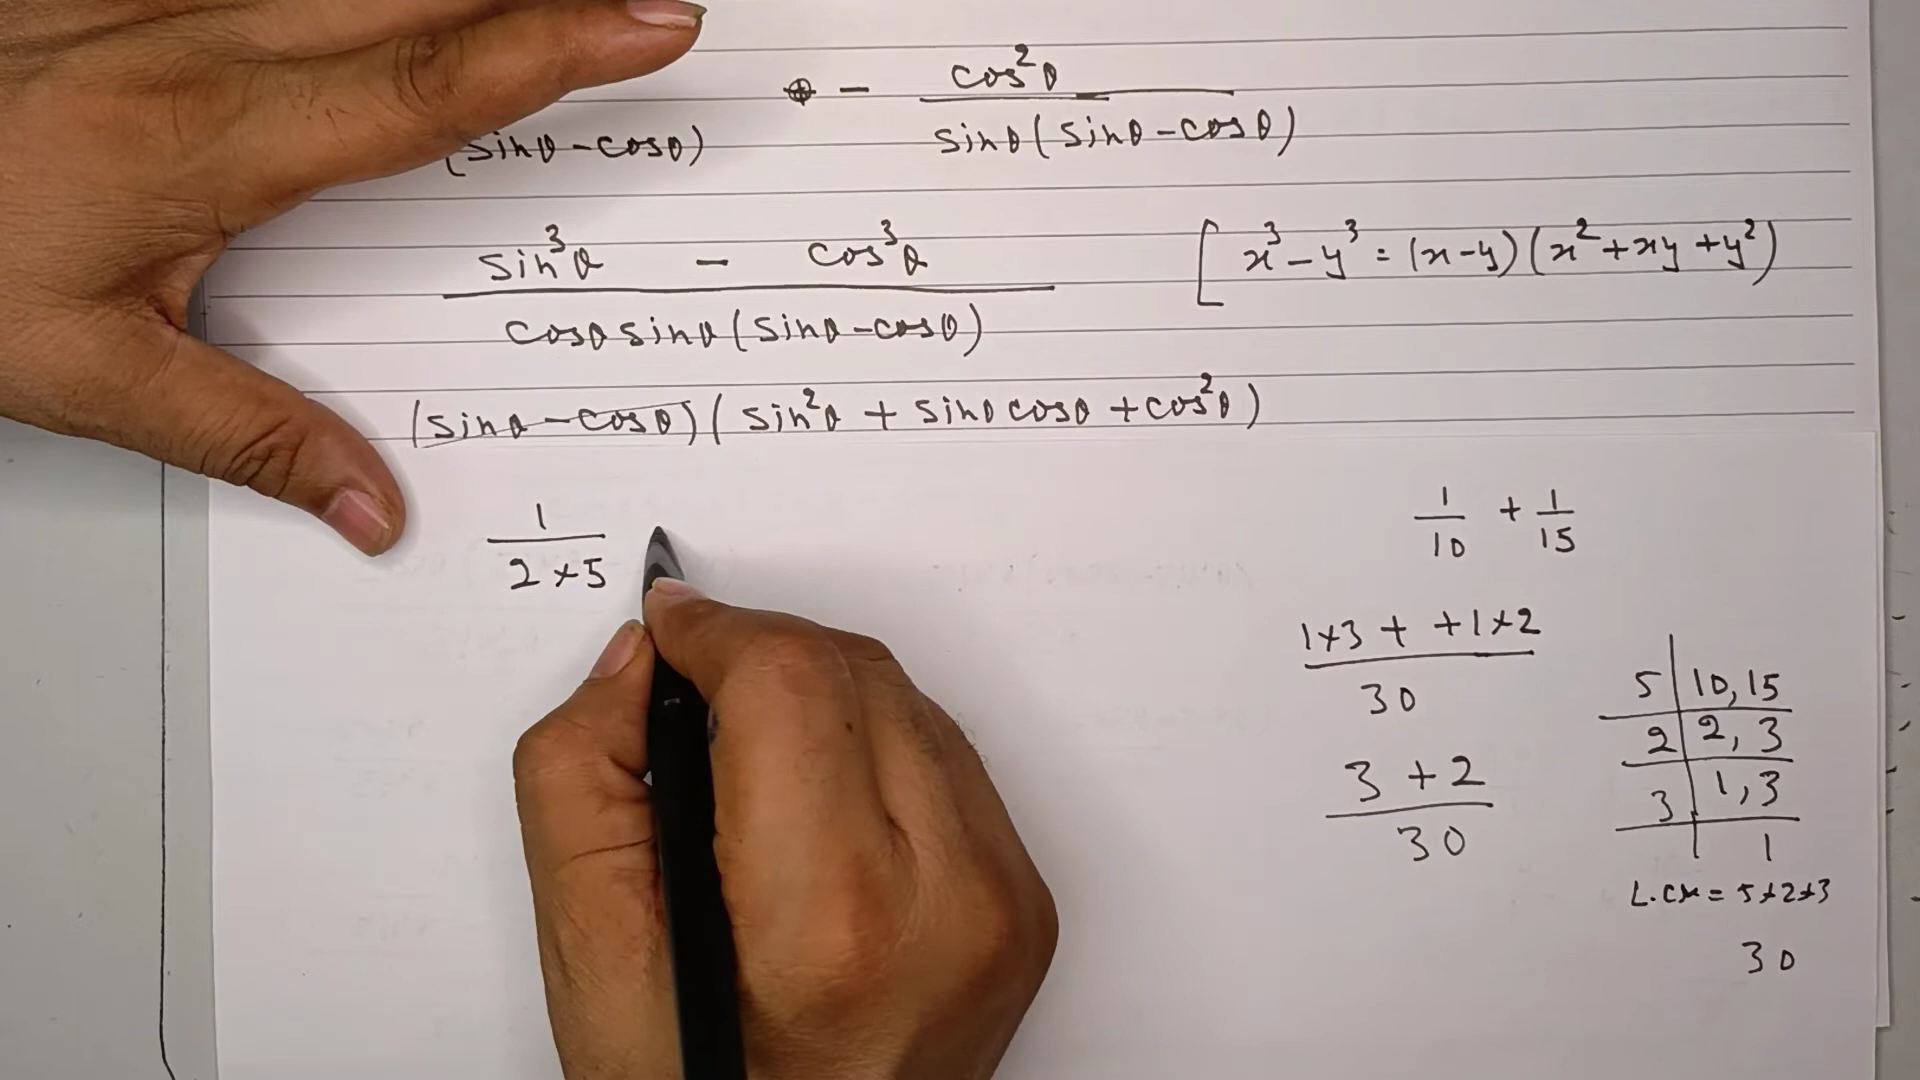 - cos²θ
(sinθ-cosθ) sinθ(sinθ-cosθ)
sin³θ - cos³θ
cosθ sinθ(sinθ-cosθ)
[x³-y³=(x-y)(x²+xy+y²)
(sinθ-cosθ)(sin²θ + sinθ cosθ + cos²θ)
1
2×5
1/10 + 1/15
1×3 + +1×2
30
3+2
30
5 | 10, 15
2 | 2, 3
3 | 1, 3
1
L.CM = 5×2×3
30